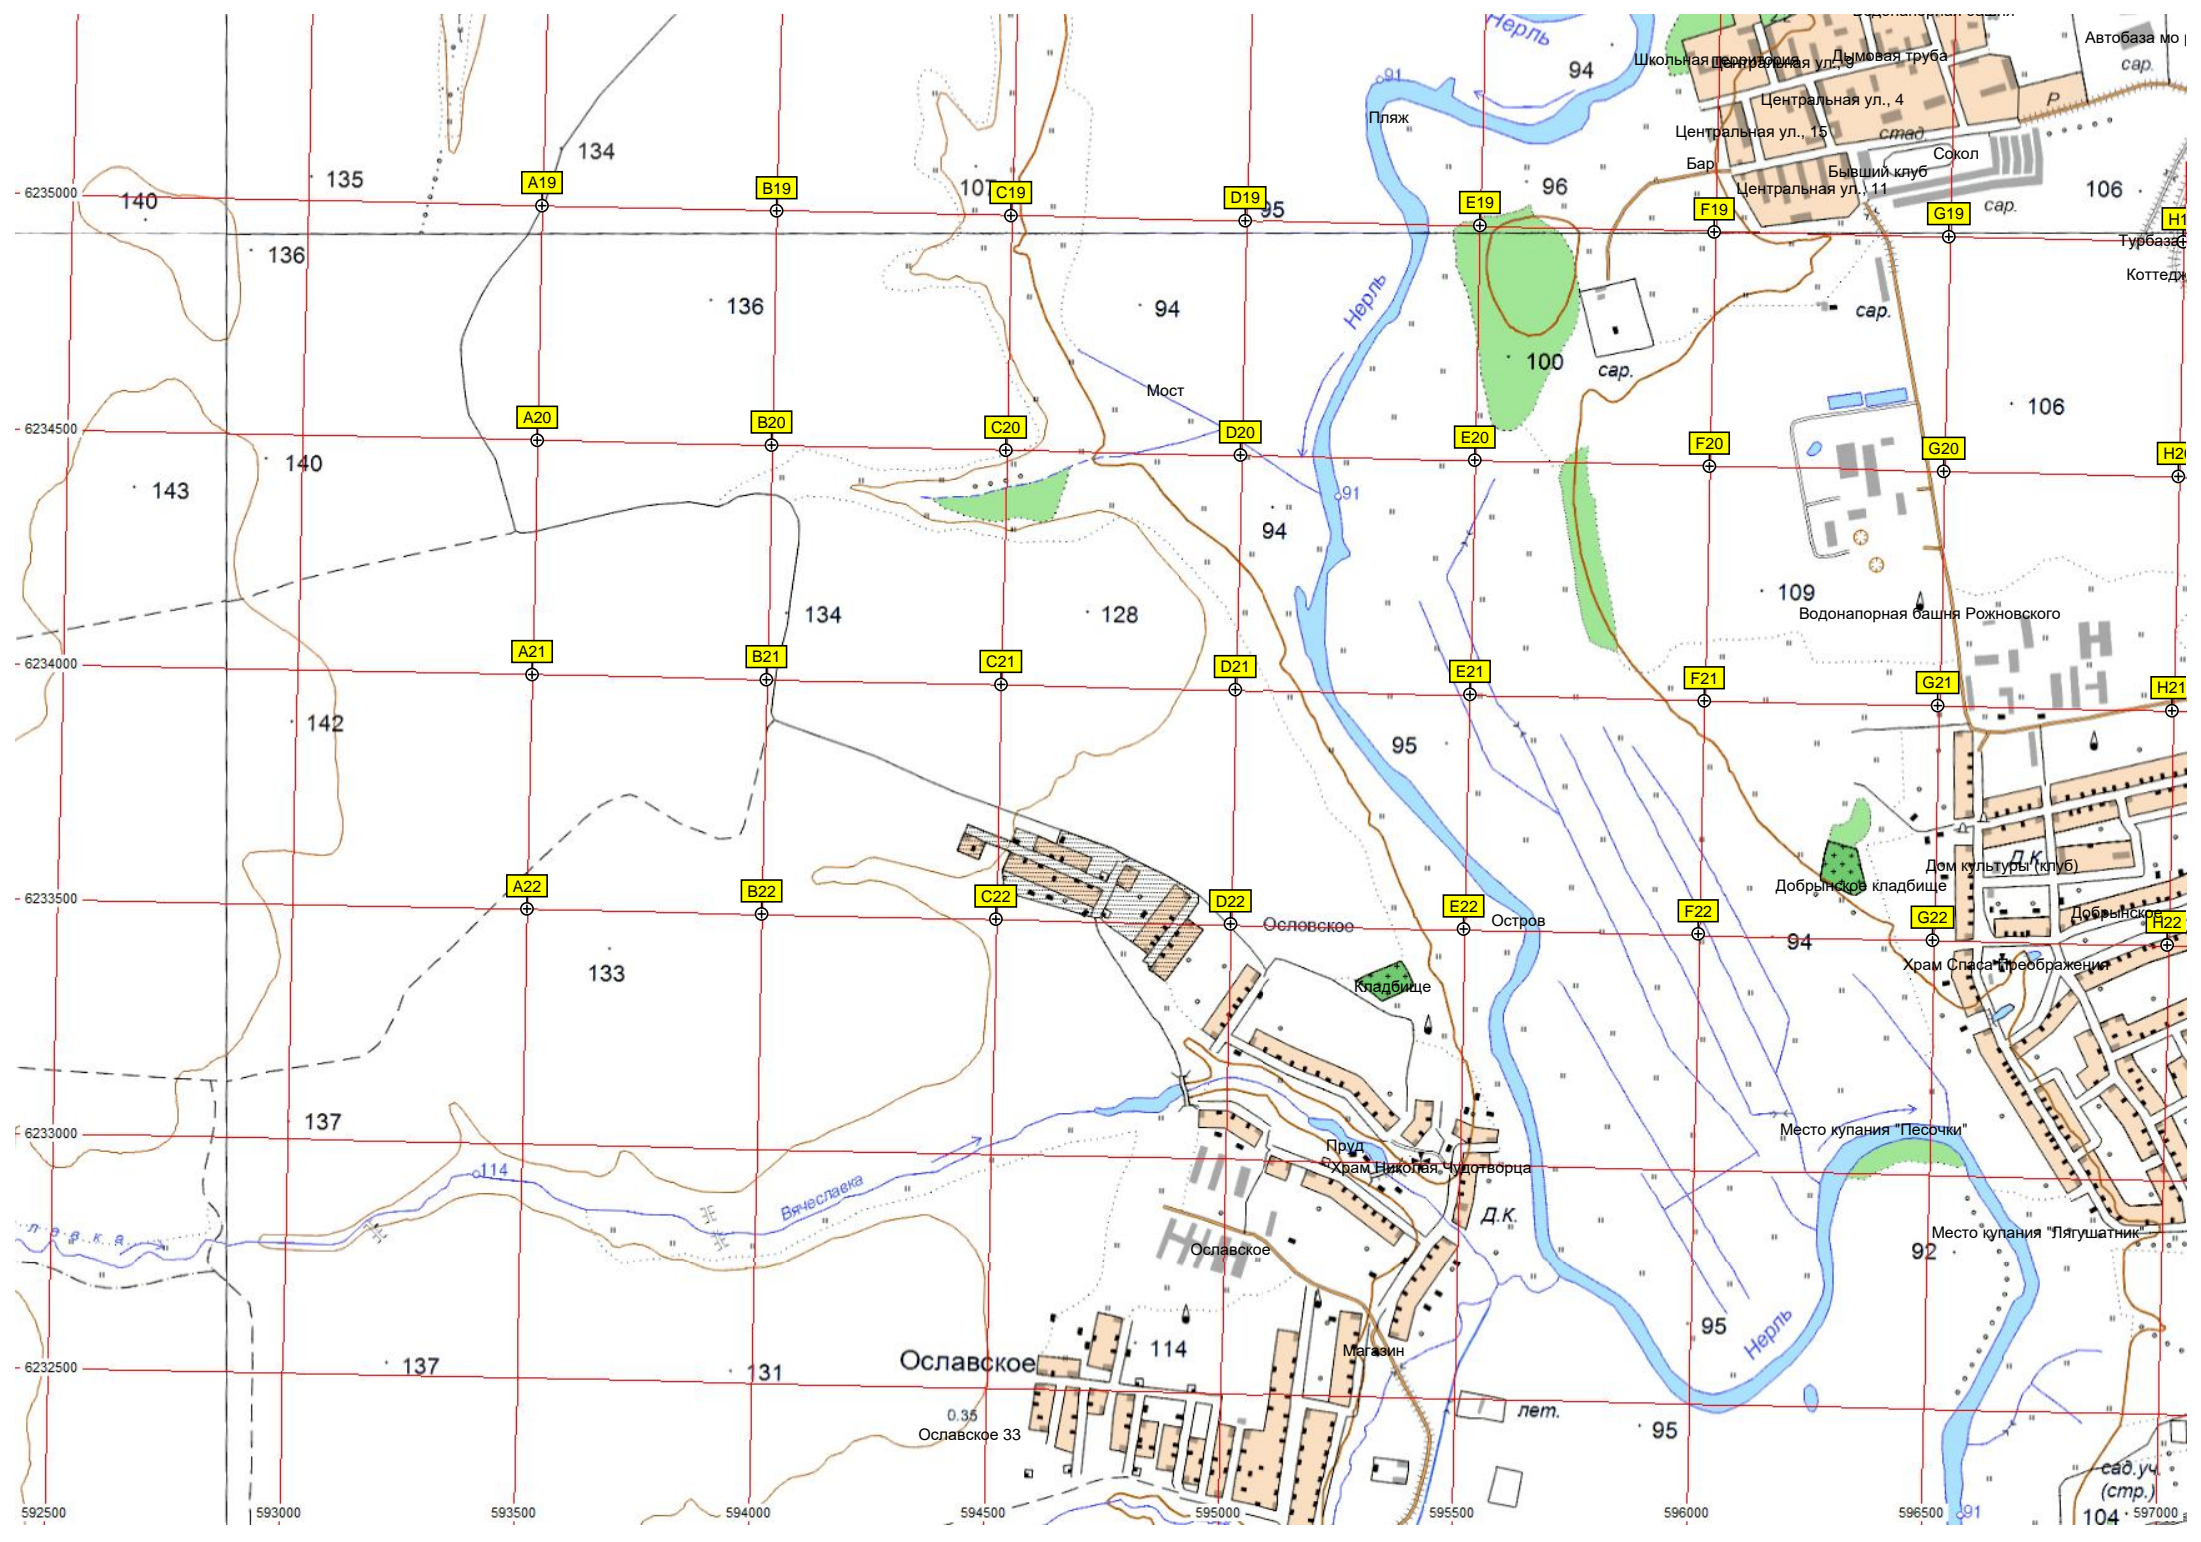 Нерль
94
Автобаза мо
сар.
Школьная территория
Дымовая труба
91
Центральная ул., 4
Р
Пляж
Центральная ул., 15
стад.
134
Сокол
Бар
Бывший клуб
135
A19
B19
107
C19
D19
95
E19
96
F19
Центральная ул., 11
106
G19
сар.
6235000
140
Турбаза
136
Коттедж
136
94
Нерль
сар.
100
сар.
Мост
106
A20
B20
C20
D20
E20
F20
G20
6234500
140
143
91
94
134
128
109
Водонапорная башня Рожновского
A21
B21
C21
D21
E21
F21
G21
H21
6234000
142
95
Д.К.
Дом культуры (клуб)
Добрынское кладбище
A22
B22
C22
D22
E22
F22
G22
H22
6233500
Ословское
Остров
Добрынское
94
133
Храм Спаса Преображения
Кладбище
6233000
137
Место купания "Песочки"
Пруд
Храм Николая Чудотворца
114
Вячеславка
Д.К.
л а в к а
Место купания "Лягушатник"
Ославское
92
95
Нерль
6232500
137
131
Ославское
114
Магазин
0.35
лет.
95
Ославское 33
сад.уч.
(стр.)
592500
593000
593500
594000
594500
595000
595500
596000
596500
91
104
597000